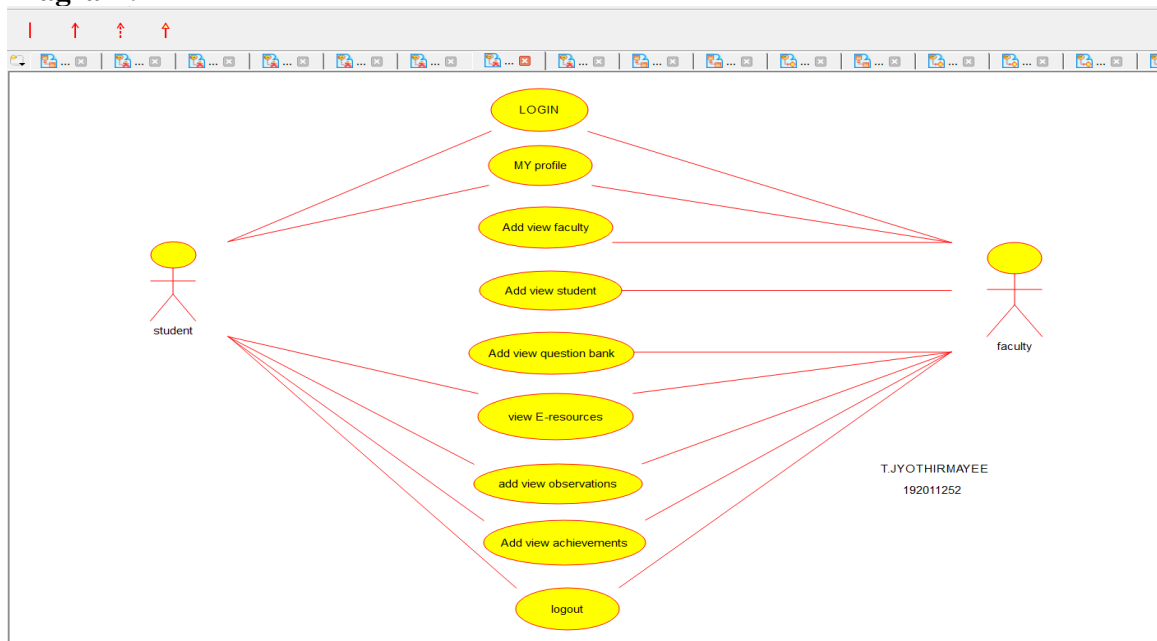 LOGIN
MY profile
Add view faculty
Add view student
student
faculty
Add view question bank
view E-resources
T.JYOTHIRMAYEE
add view observations
192011252
Add view achievements
logout